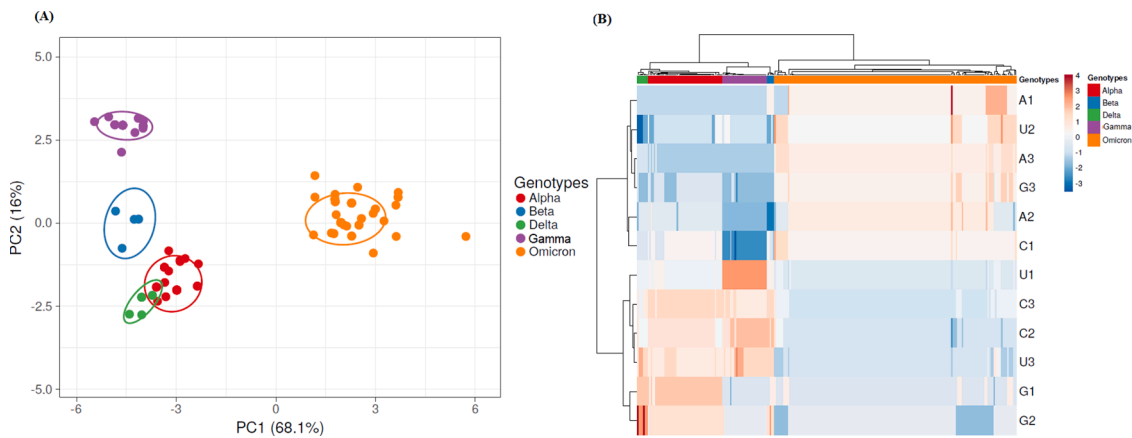 (A)
(B)
5.0
2.5
0.0
-2.5
-5.0
PC2 (16%)
-6
-3
0
3
6
PC1 (68.1%)
Genotypes
Alpha
Beta
Delta
Gamma
Omicron
Genotypes
A1
U2
A3
G3
A2
C1
U1
C3
C2
U3
G1
G2
4
3
2
1
0
-1
-2
-3
Genotypes
Alpha
Beta
Delta
Gamma
Omicron